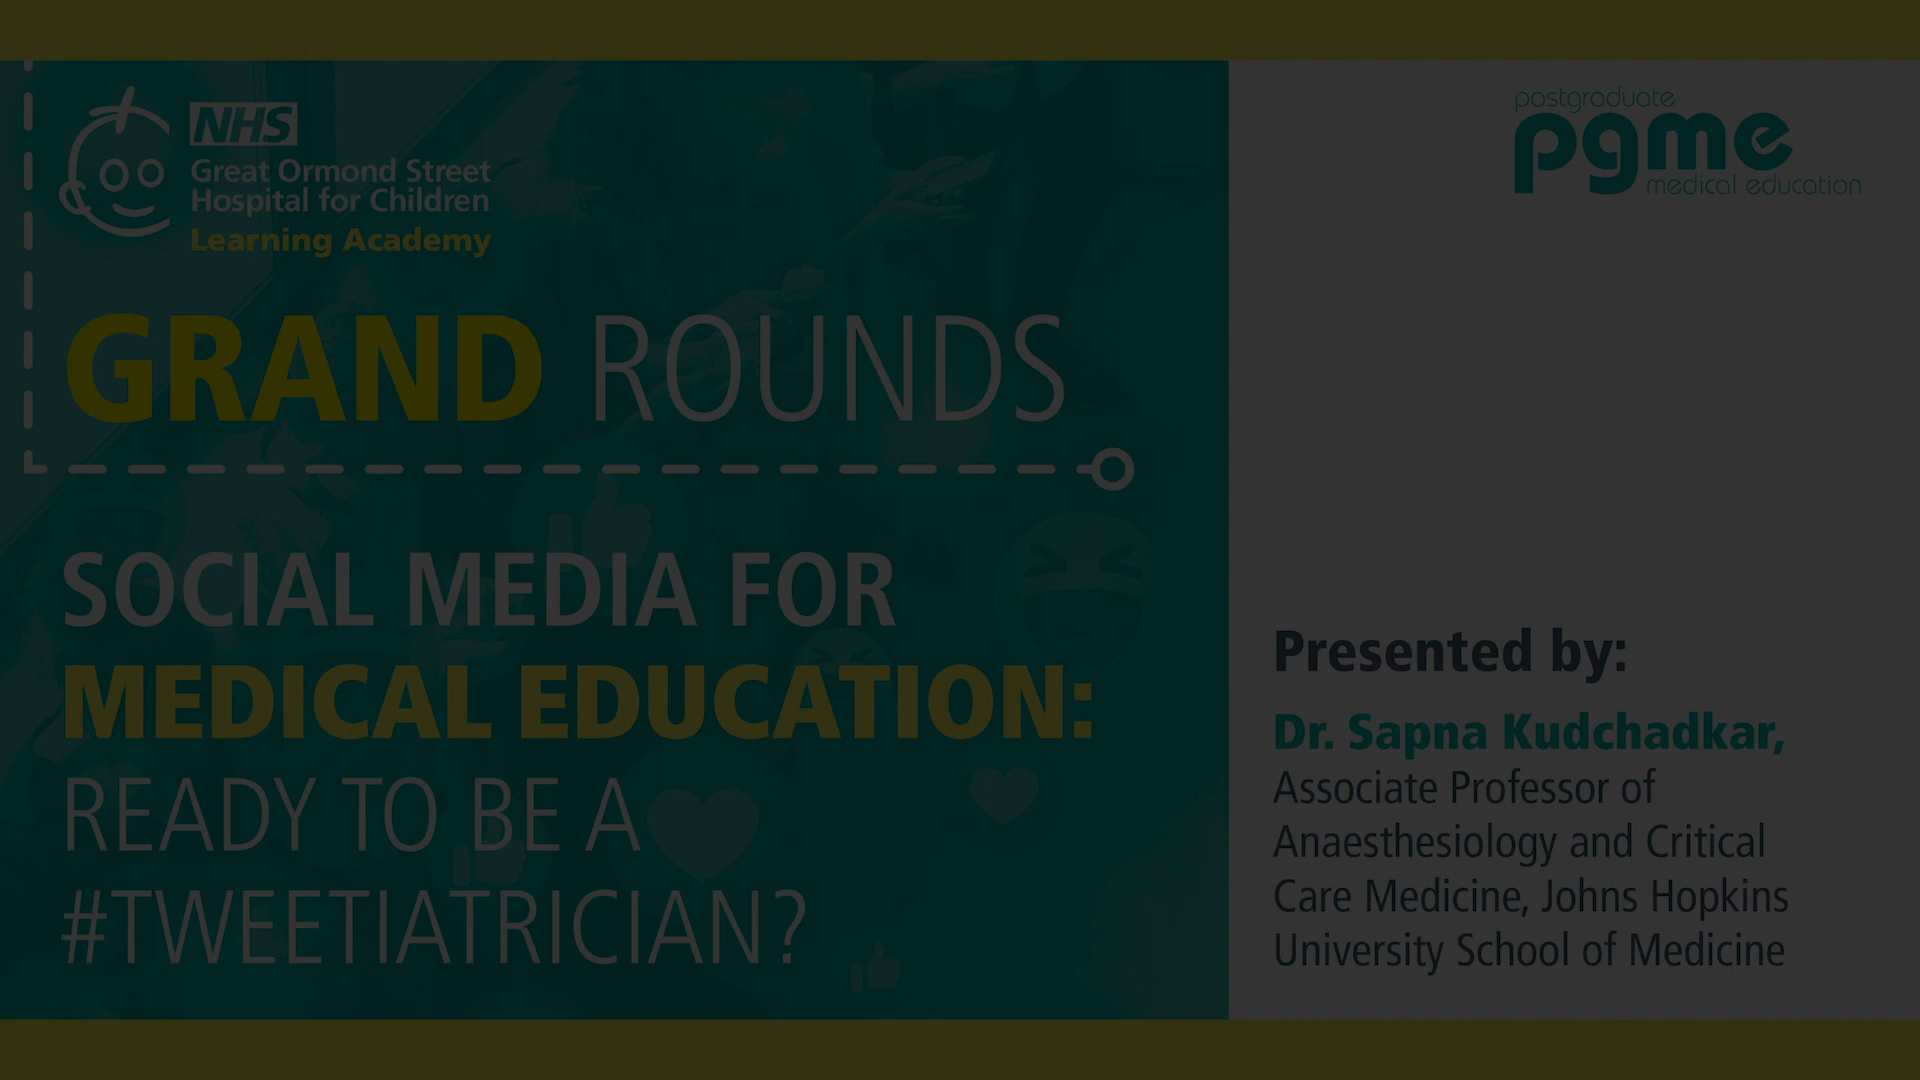 NHS
Great Ormond Street
Hospital for Children
Learning Academy
GRAND ROUNDS
SOCIAL MEDIA FOR
MEDICAL EDUCATION:
READY TO BE A
#TWEETIATRICIAN?
postgraduate
pgme
medical education
Presented by:
Dr. Sapna Kudchadkar,
Associate Professor of
Anaesthesiology and Critical
Care Medicine, Johns Hopkins
University School of Medicine